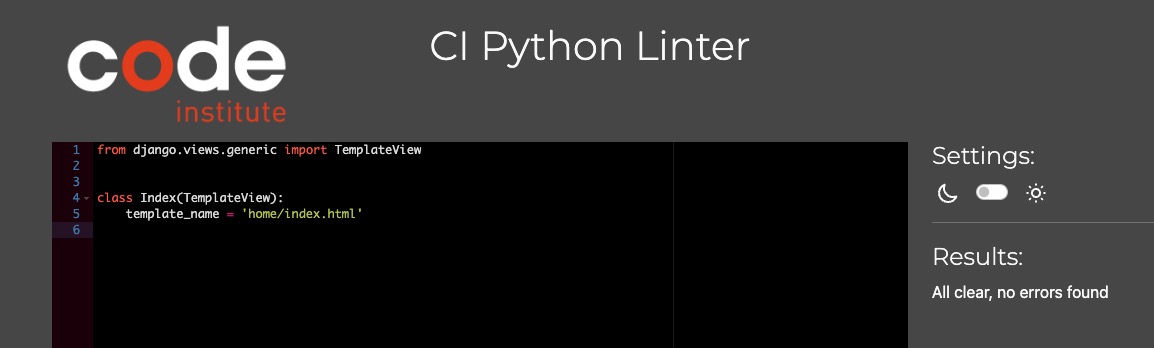 code
institute
CI Python Linter
1 from django.views.generic import TemplateView
2
3
4 class Index(TemplateView):
5     template_name = 'home/index.html'
6
Settings:
Results:
All clear, no errors found